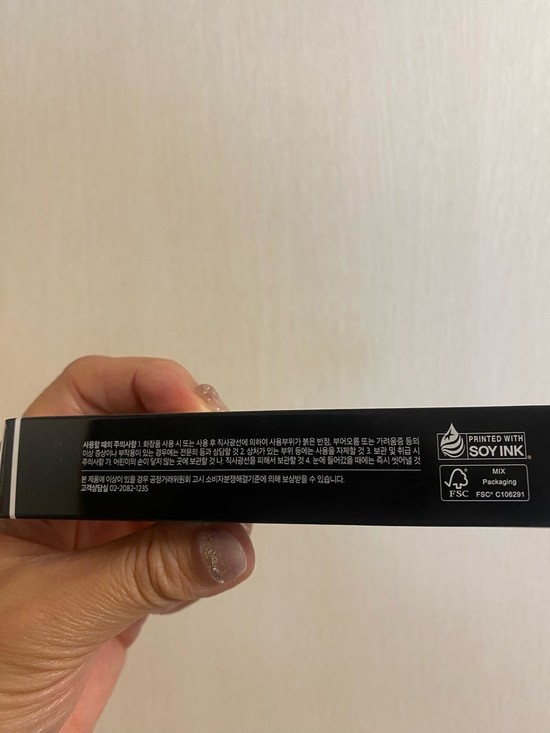 사용할 때의 주의사항 1. 화장품 사용 시 또는 사용 후 직사광선에 의하여 사용부위가 붉은 반점, 부어오름 또는 가려움증 등의
이상 증상이나 부작용이 있는 경우에는 전문의 등과 상담할 것 2. 상처가 있는 부위 등에는 사용을 자제할 것 3. 보관 및 취급 시
주의사항 가. 어린이의 손이 닿지 않는 곳에 보관할 것 나. 직사광선을 피해서 보관할 것 4. 눈에 들어갔을 때에는 즉시 씻어낼 것
본 제품에 이상이 있을 경우 공정거래위원회 고시 소비자분쟁해결기준에 의해 보상받을 수 있습니다.
고객상담실 02-2082-1235
PRINTED WITH
SOY INK
FSC
MIX
Packaging
FSC® C106291